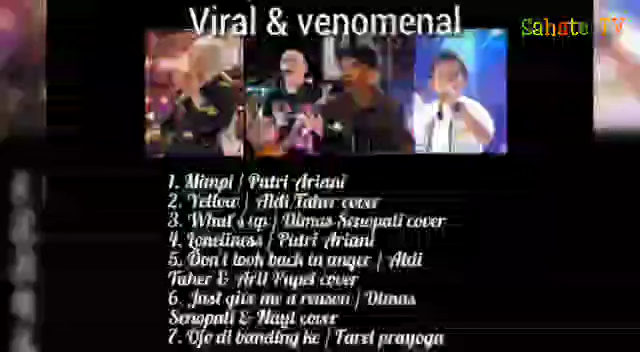 Viral & venomenal
Sahate TV
1. Mimpi / Putri Ariani
2. Yellow / Aldi Taher cover
3. What's up / Dimas Senopati cover
4. Loneliness / Putri Ariani
5. Don't look back in anger / Aldi
Taher & Aril Pupel cover
6. Just give me a reason / Dimas
Senopati & Nayl cover
7. Ojo di banding ke / Farel prayoga